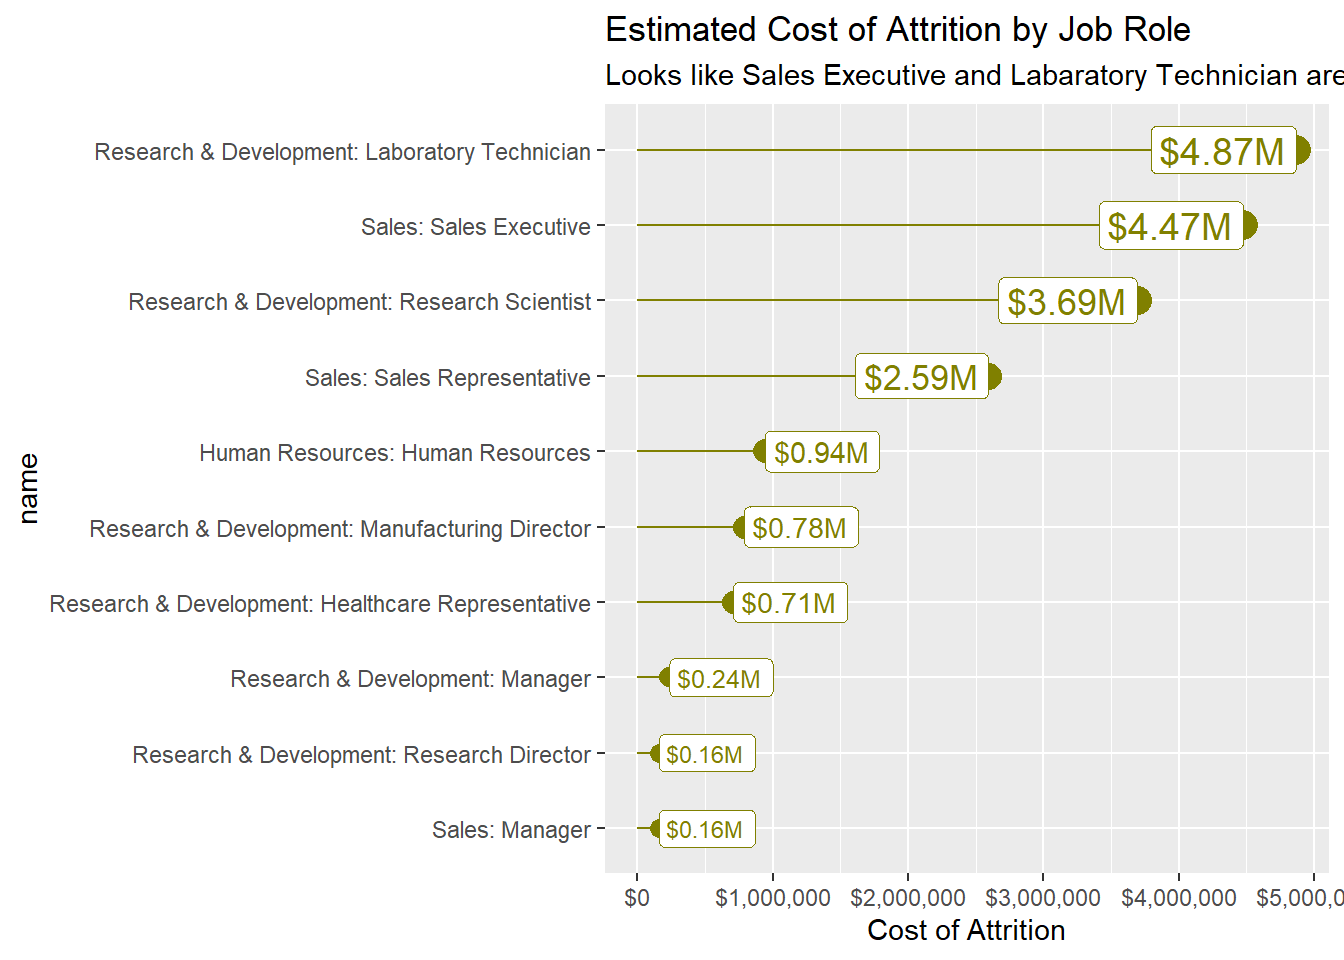 Estimated Cost of Attrition by Job Role
Looks like Sales Executive and Labaratory Technician are
Research & Development: Laboratory Technician
$4.87M
Sales: Sales Executive
$4.47M
Research & Development: Research Scientist
$3.69M
Sales: Sales Representative
$2.59M
Human Resources: Human Resources
$0.94M
Research & Development: Manufacturing Director
$0.78M
Research & Development: Healthcare Representative
$0.71M
Research & Development: Manager
$0.24M
Research & Development: Research Director
$0.16M
Sales: Manager
$0.16M
name
$0 $1,000,000 $2,000,000 $3,000,000 $4,000,000 $5,000,0
Cost of Attrition